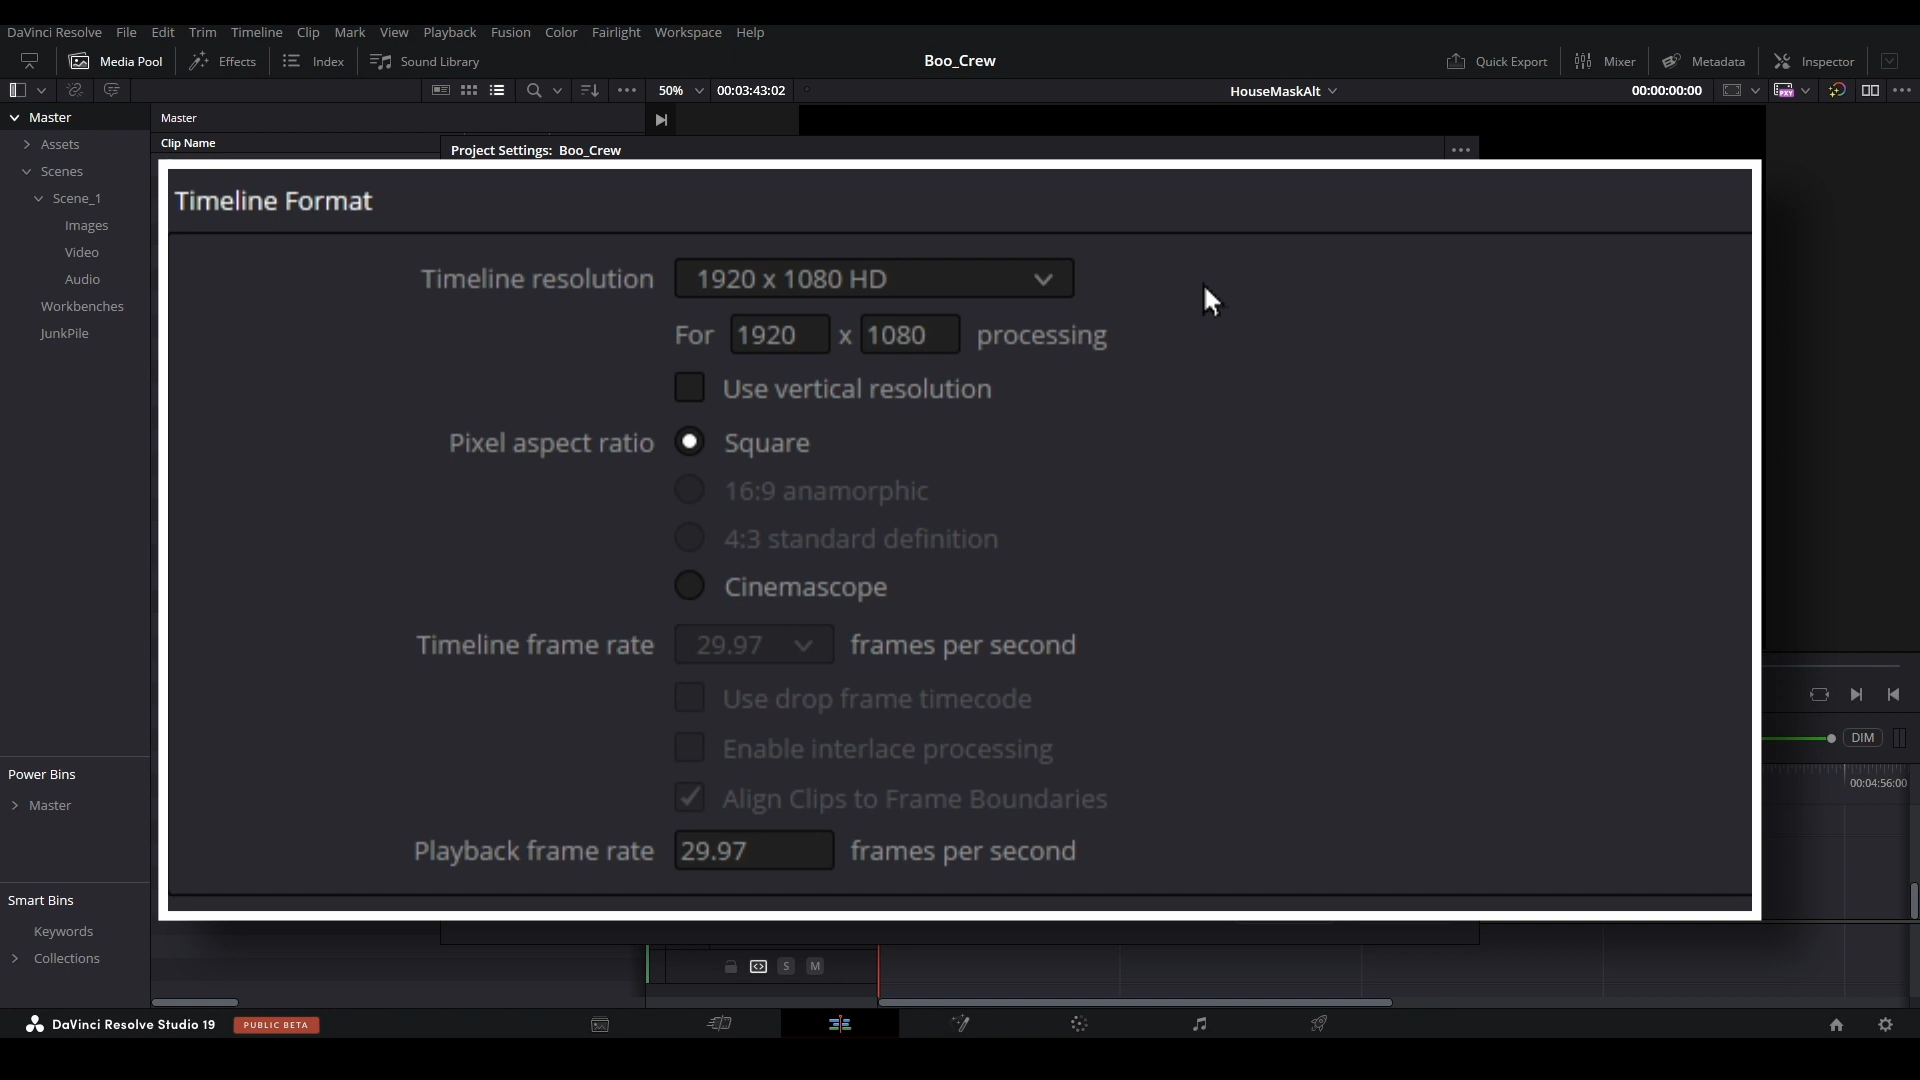 DaVinci Resolve File Edit Trim Timeline Clip Mark View Playback Fusion Color Fairlight Workspace Help
Media Pool Effects Index Sound Library Boo_Crew Quick Export Mixer Metadata Inspector
50% 00:03:43:02 HouseMaskAlt 00:00:00:00 PXY
Master Master
Clip Name
Assets
Project Settings: Boo_Crew
Scenes
Scene_1
Images
Video
Audio
Workbenches
JunkPile
Timeline Format
Timeline resolution 1920 x 1080 HD
For 1920 x 1080 processing
Use vertical resolution
Pixel aspect ratio Square
16:9 anamorphic
4:3 standard definition
Cinemascope
Timeline frame rate 29.97 frames per second
Use drop frame timecode
Enable interlace processing
Align Clips to Frame Boundaries
Playback frame rate 29.97 frames per second
DIM
00:04:56:00
Power Bins
Master
Smart Bins
Keywords
Collections
S M
DaVinci Resolve Studio 19 PUBLIC BETA